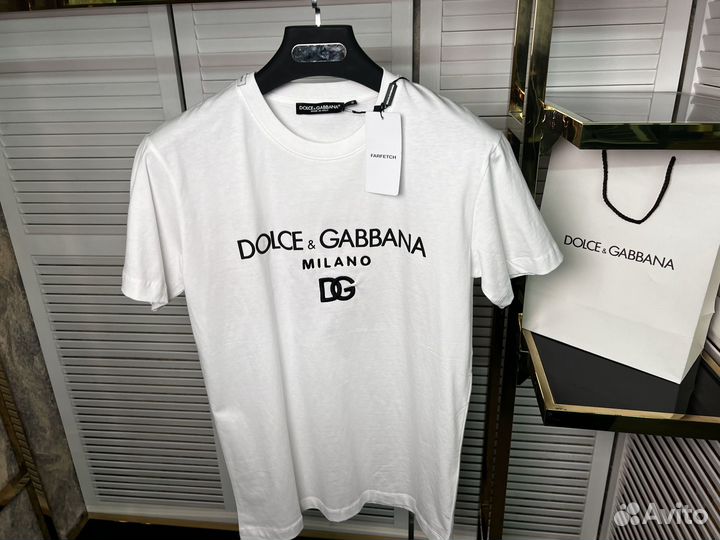 DOLCE & GABBANA
FARFETCH
DOLCE & GABBANA
MILANO
DG
DOLCE & GABBANA
Avito